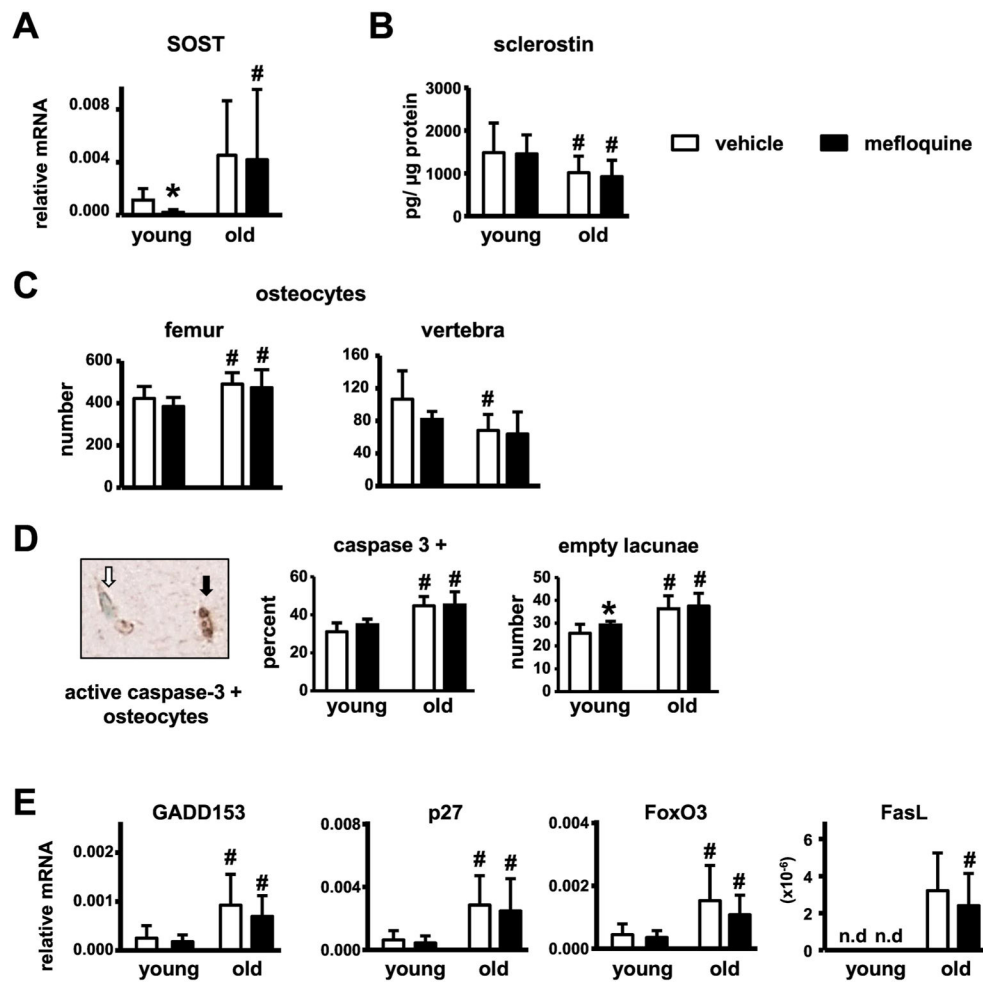 A
SOST
#
0.008
0.004
0.000
*
relative mRNA
young old
B
sclerostin
3000
2000
1000
0
# #
pg/ µg protein
young old
vehicle mefloquine
C
osteocytes
femur
600
400
200
0
# #
number
vertebra
160
120
80
40
0
#
D
active caspase-3 +
osteocytes
caspase 3 +
60
40
20
0
# #
percent
young old
empty lacunae
50
40
30
20
10
0
*
# #
number
young old
E
GADD153
0.002
0.001
0.000
# #
relative mRNA
young old
p27
0.008
0.004
0.000
# #
young old
FoxO3
0.004
0.002
0.000
# #
young old
FasL
6
4
2
0
#
(x10⁻⁶)
n.d n.d
young old